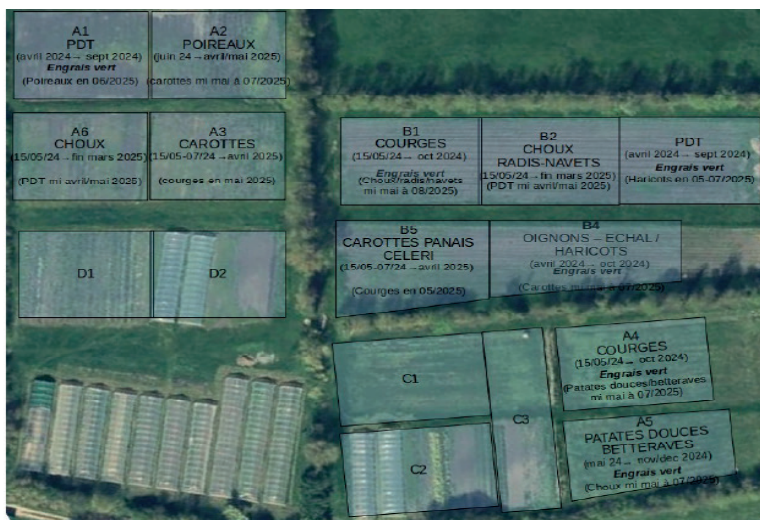 A1
PDT
(avril 2024→ sept 2024)
Engrais vert
(Poireaux en 06/2025)
A2
POIREAUX
(juin 24→avril/mai 2025)
(carottes mi mai à 07/2025)
A6
CHOUX
(15/05/24→fin mars 2025)
(PDT mi avril/mai 2025)
A3
CAROTTES
(15/05-07/24→avril 2025)
(courges en mai 2025)
B1
COURGES
(15/05/24→ oct 2024)
Engrais vert
(Choux/radis/navets
mi mai à 08/2025)
B2
CHOUX
RADIS-NAVETS
(15/05/24→fin mars 2025)
(PDT mi avril/mai 2025)
PDT
(avril 2024→ sept 2024)
Engrais vert
(Haricots en 05-07/2025)
B5
CAROTTES PANAIS
CELERI
(15/05-07/24→avril 2025)
(Courges en 05/2025)
B4
OIGNONS – ECHAL /
HARICOTS
(avril 2024→ oct 2024)
Engrais vert
(Carottes mi mai à 07/2025)
D1
D2
C1
C2
C3
A4
COURGES
(15/05/24→ oct 2024)
Engrais vert
(Patates douces/betteraves
mi mai à 07/2025)
A5
PATATES DOUCES
BETTERAVES
(mai 24→ nov/dec 2024)
Engrais vert
(Choux mi mai à 07/2025)